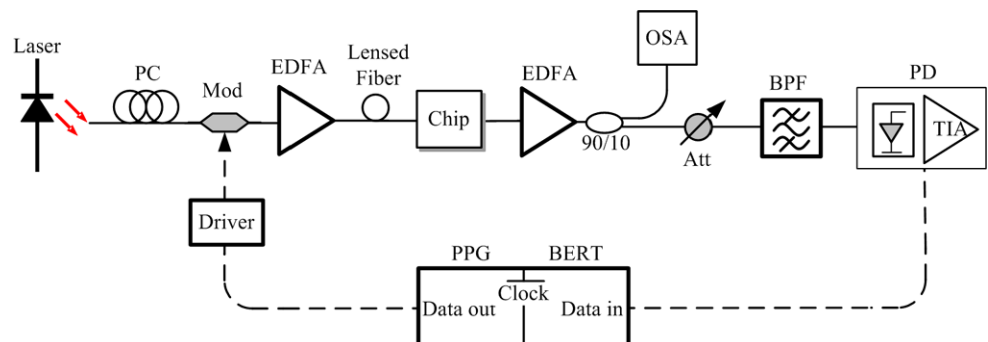 Laser
PC
Mod
EDFA
Lensed
Fiber
Chip
EDFA
OSA
90/10
Att
BPF
PD
TIA
Driver
PPG
BERT
Clock
Data out
Data in